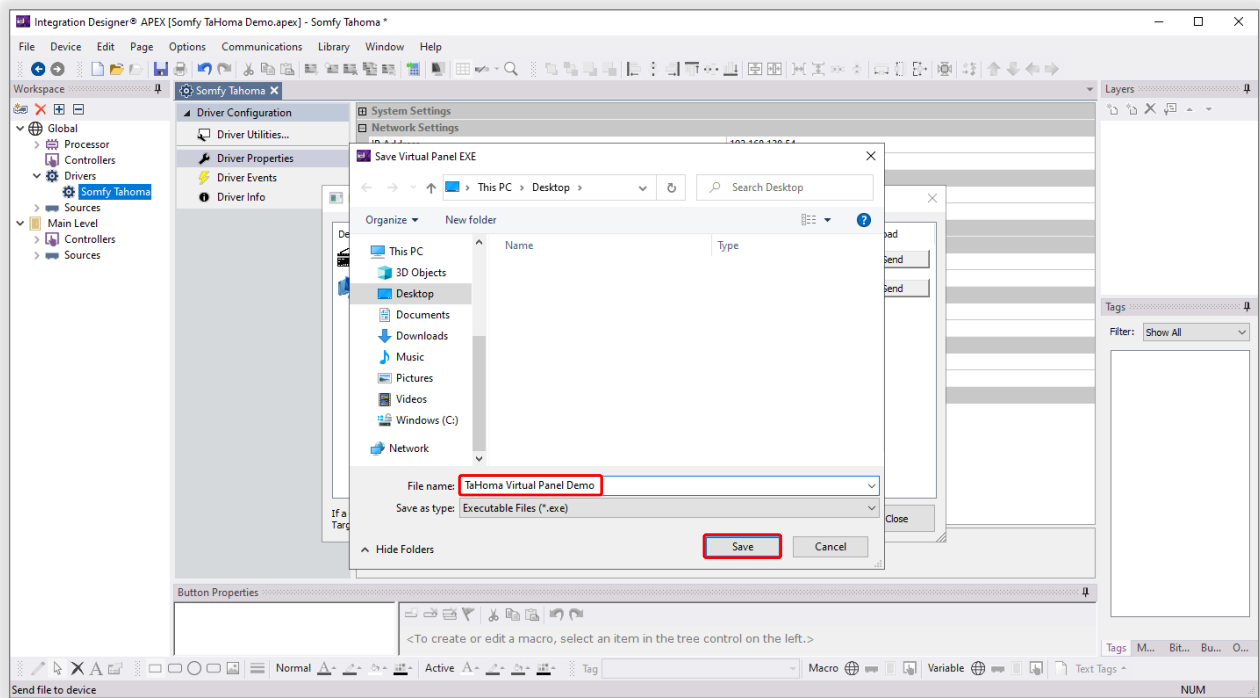 Integration Designer® APEX [Somfy TaHoma Demo.apex] - Somfy Tahoma *
File Device Edit Page Options Communications Library Window Help
Workspace
Global
Processor
Controllers
Drivers
Somfy Tahoma
Sources
Main Level
Controllers
Sources
Somfy Tahoma
Driver Configuration
Driver Utilities...
Driver Properties
Driver Events
Driver Info
System Settings
Network Settings
Save Virtual Panel EXE
This PC › Desktop ›
Search Desktop
Organize
New folder
This PC
3D Objects
Desktop
Documents
Downloads
Music
Pictures
Videos
Windows (C:)
Network
Name Type
File name: TaHoma Virtual Panel Demo
Save as type: Executable Files (*.exe)
Hide Folders
Save Cancel
De
If a
Targ
Send
Send
Close
Layers
Tags
Filter: Show All
Tags M... Bit... Bu... O...
Button Properties
<To create or edit a macro, select an item in the tree control on the left.>
Normal Active Tag Macro Variable Text Tags
Send file to device
NUM